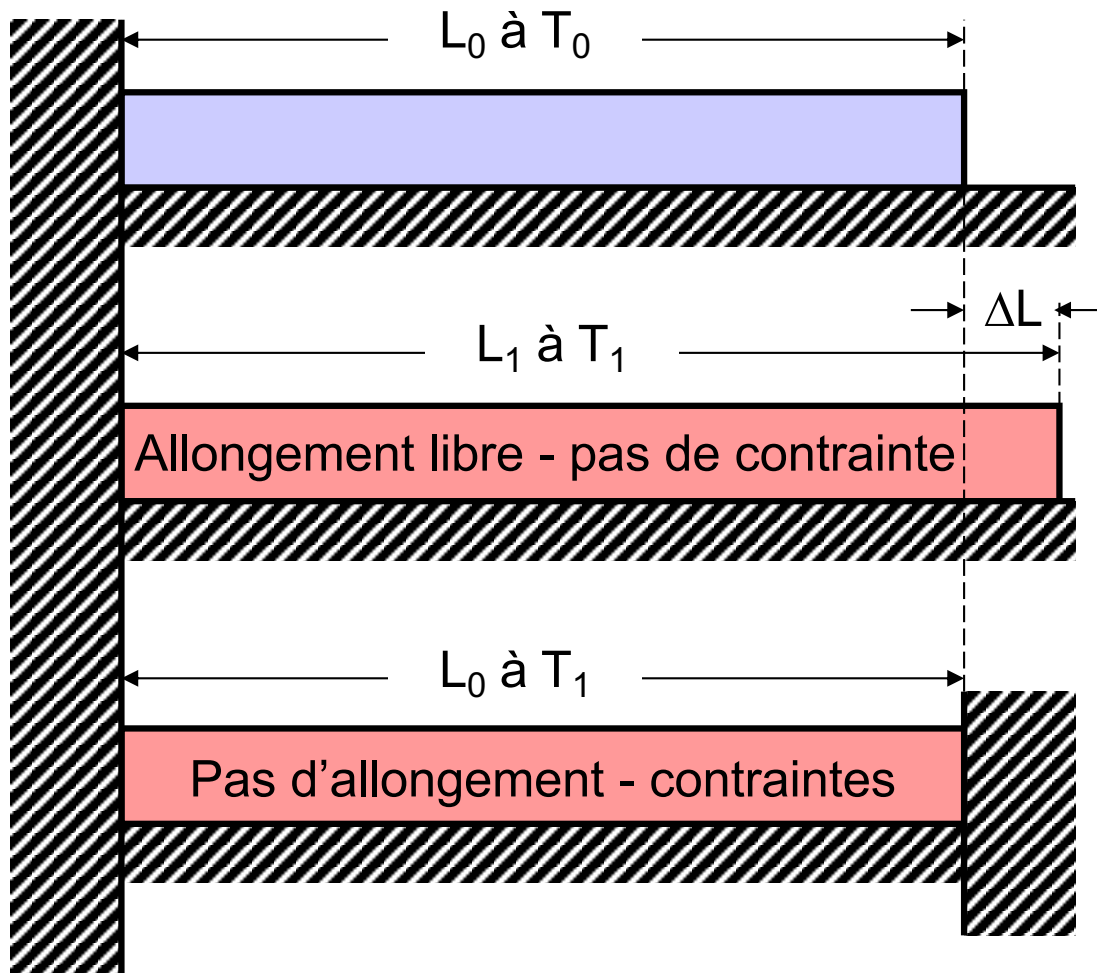 L₀ à T₀
ΔL
L₁ à T₁
Allongement libre - pas de contrainte
L₀ à T₁
Pas d’allongement - contraintes